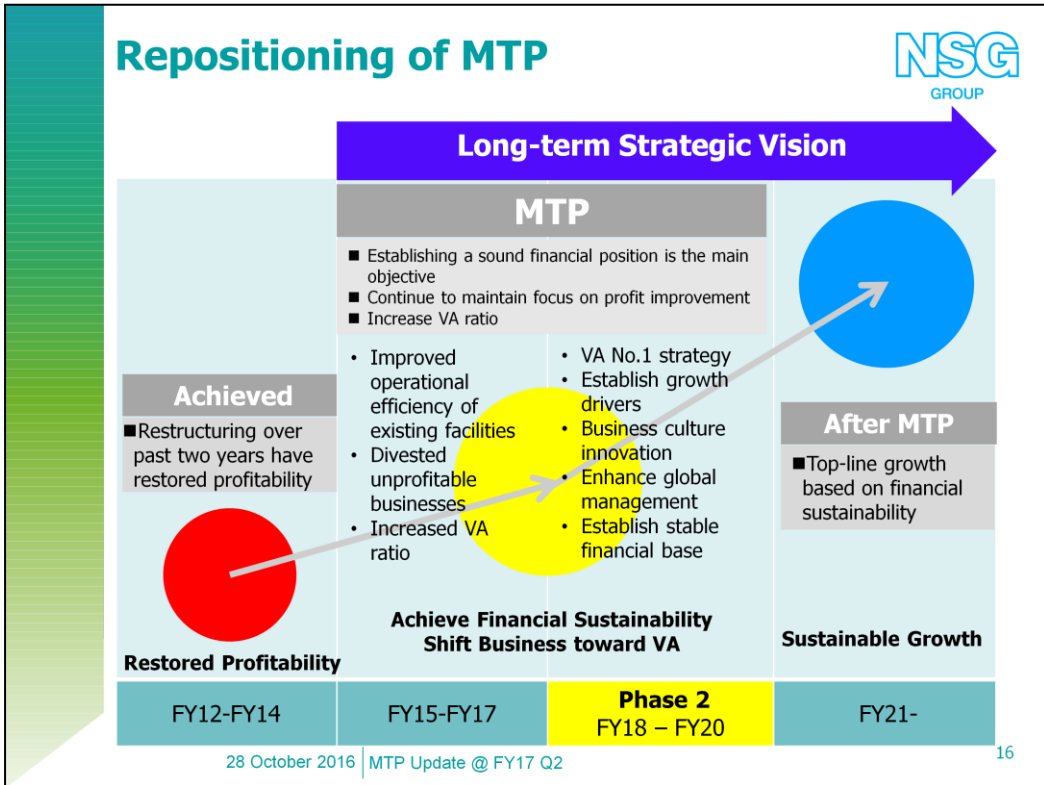 Repositioning of MTP
NSG
GROUP
Long-term Strategic Vision
MTP
■ Establishing a sound financial position is the main
objective
■ Continue to maintain focus on profit improvement
■ Increase VA ratio
Achieved
■Restructuring over
past two years have
restored profitability
• Improved
operational
efficiency of
existing facilities
• Divested
unprofitable
businesses
• Increased VA
ratio
• VA No.1 strategy
• Establish growth
drivers
• Business culture
innovation
• Enhance global
management
• Establish stable
financial base
After MTP
■Top-line growth
based on financial
sustainability
Restored Profitability
Achieve Financial Sustainability
Shift Business toward VA
Sustainable Growth
FY12-FY14
FY15-FY17
Phase 2
FY18 – FY20
FY21-
28 October 2016 | MTP Update @ FY17 Q2
16